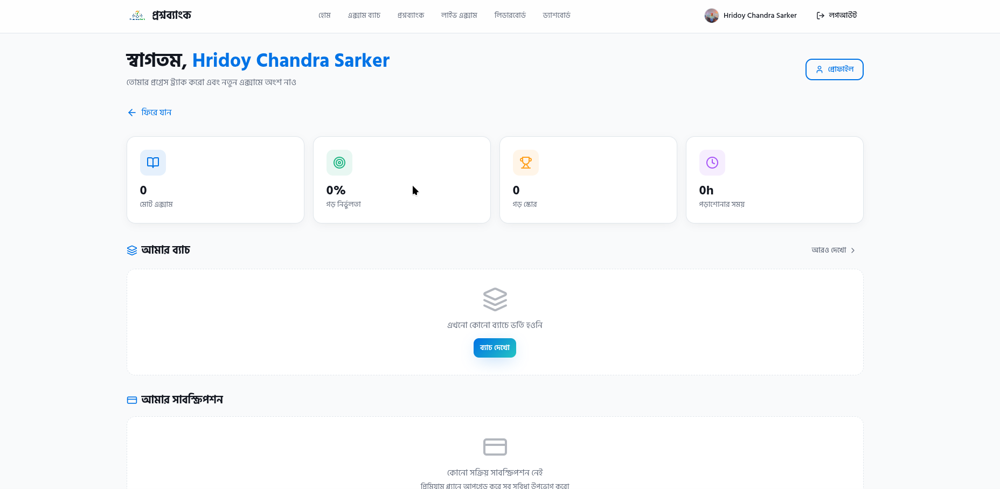 প্রশ্নব্যাংক
হোম এক্সাম ব্যাচ প্রশ্নব্যাংক লাইভ এক্সাম লিডারবোর্ড ড্যাশবোর্ড
Hridoy Chandra Sarker লগআউট
স্বাগতম, Hridoy Chandra Sarker
প্রোফাইল
তোমার প্রগ্রেস ট্র্যাক করো এবং নতুন এক্সামে অংশ নাও
ফিরে যান
0
মোট এক্সাম
0%
গড় নির্ভুলতা
0
গড় স্কোর
0h
পড়াশোনার সময়
আমার ব্যাচ
আরও দেখো
এখনো কোনো ব্যাচে ভর্তি হওনি
ব্যাচ দেখো
আমার সাবস্ক্রিপশন
কোনো সক্রিয় সাবস্ক্রিপশন নেই
প্রিমিয়াম প্ল্যানে আপগ্রেড করে সব সুবিধা উপভোগ করো